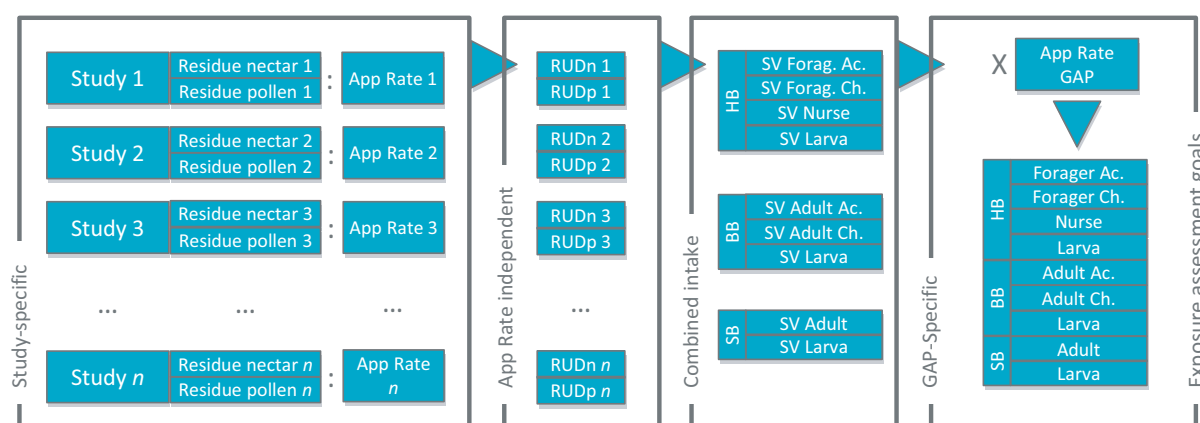 Study-specific
Study 1
Residue nectar 1
Residue pollen 1
:
App Rate 1
Study 2
Residue nectar 2
Residue pollen 2
:
App Rate 2
Study 3
Residue nectar 3
Residue pollen 3
:
App Rate 3
...
...
...
Study n
Residue nectar n
Residue pollen n
:
App Rate
n
App Rate independent
RUDn 1
RUDp 1
RUDn 2
RUDp 2
RUDn 3
RUDp 3
...
RUDn n
RUDp n
Combined intake
HB
SV Forag. Ac.
SV Forag. Ch.
SV Nurse
SV Larva
BB
SV Adult Ac.
SV Adult Ch.
SV Larva
SB
SV Adult
SV Larva
GAP-Specific
X
App Rate
GAP
HB
Forager Ac.
Forager Ch.
Nurse
Larva
BB
Adult Ac.
Adult Ch.
Larva
SB
Adult
Larva
Exposure assessment goals